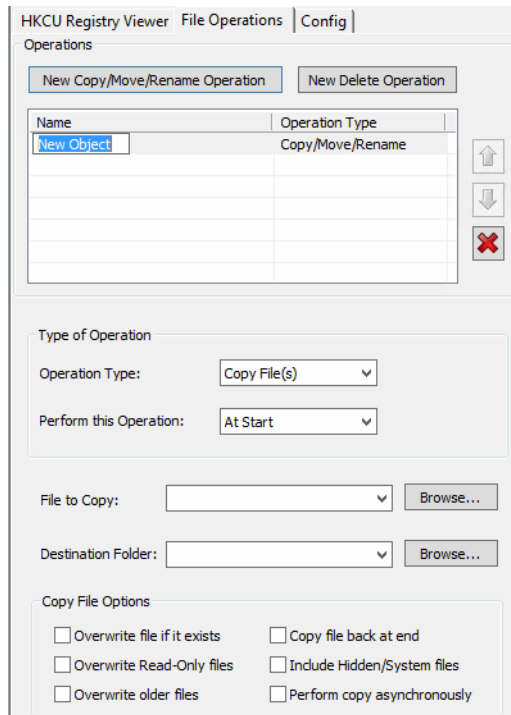 HKCU Registry Viewer File Operations Config
Operations
New Copy/Move/Rename Operation New Delete Operation
Name Operation Type
New Object Copy/Move/Rename
Type of Operation
Operation Type: Copy File(s)
Perform this Operation: At Start
File to Copy: Browse...
Destination Folder: Browse...
Copy File Options
Overwrite file if it exists Copy file back at end
Overwrite Read-Only files Include Hidden/System files
Overwrite older files Perform copy asynchronously